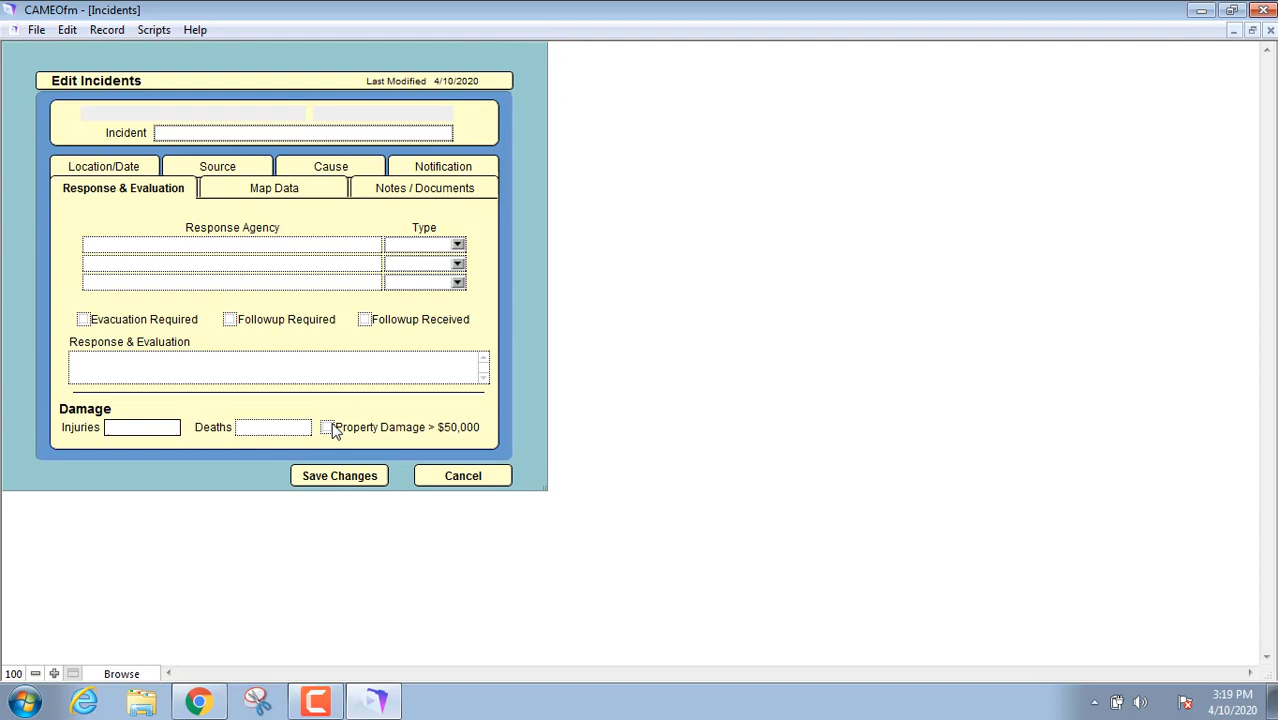 CAMEOfm - [Incidents]
File Edit Record Scripts Help
Edit Incidents Last Modified 4/10/2020
Incident
Location/Date Source Cause Notification
Response & Evaluation Map Data Notes / Documents
Response Agency Type
Evacuation Required Followup Required Followup Received
Response & Evaluation
Damage
Injuries Deaths Property Damage > $50,000
Save Changes Cancel
100 Browse
3:19 PM
4/10/2020